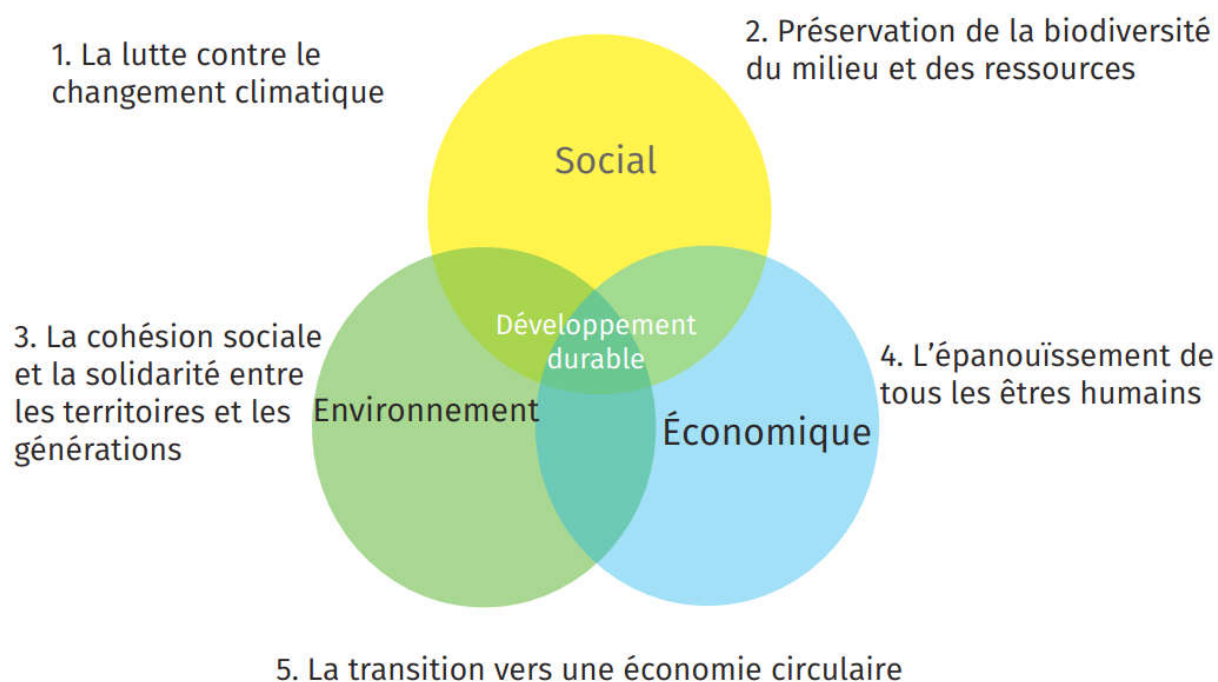 1. La lutte contre le
changement climatique
2. Préservation de la biodiversité
du milieu et des ressources
Social
Développement
durable
3. La cohésion sociale
et la solidarité entre
les territoires et les
générations
Environnement
Économique
4. L'épanouïssement de
tous les êtres humains
5. La transition vers une économie circulaire